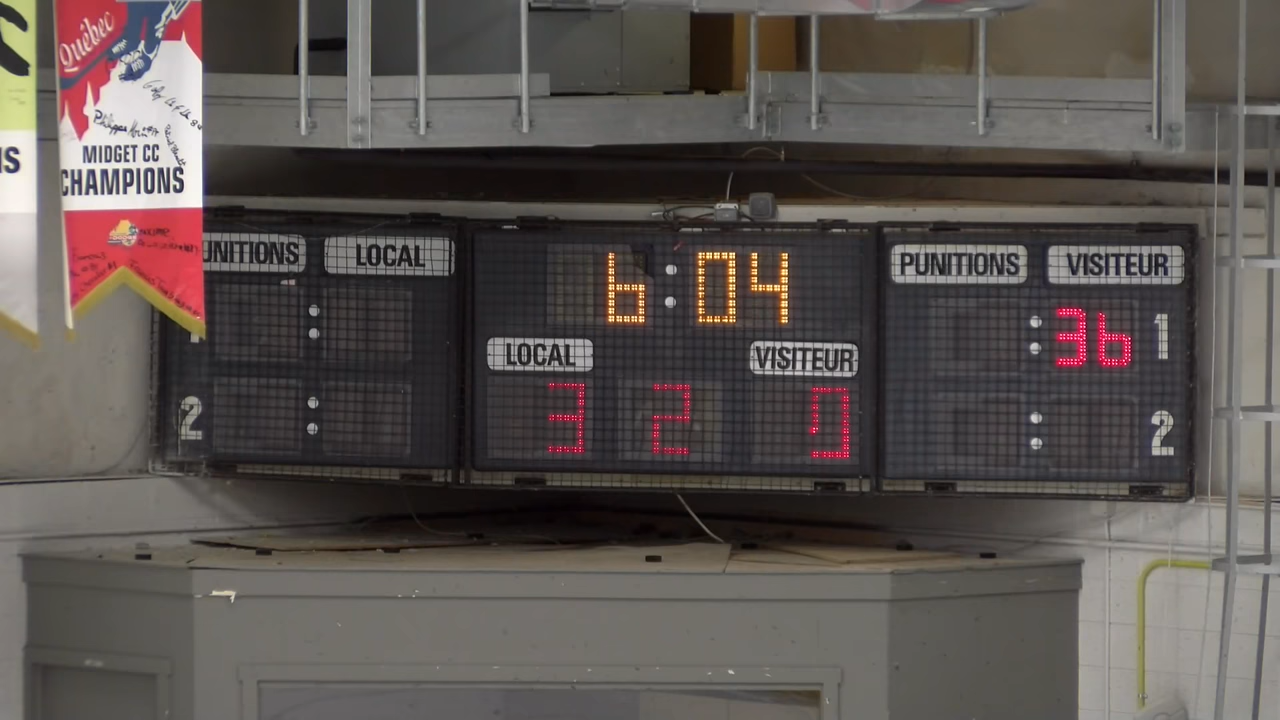 Québec
MIDGET CC
CHAMPIONS
IS
UNITIONS LOCAL
2
6:04
LOCAL VISITEUR
3 2 0
PUNITIONS VISITEUR
: 36 1
: 2